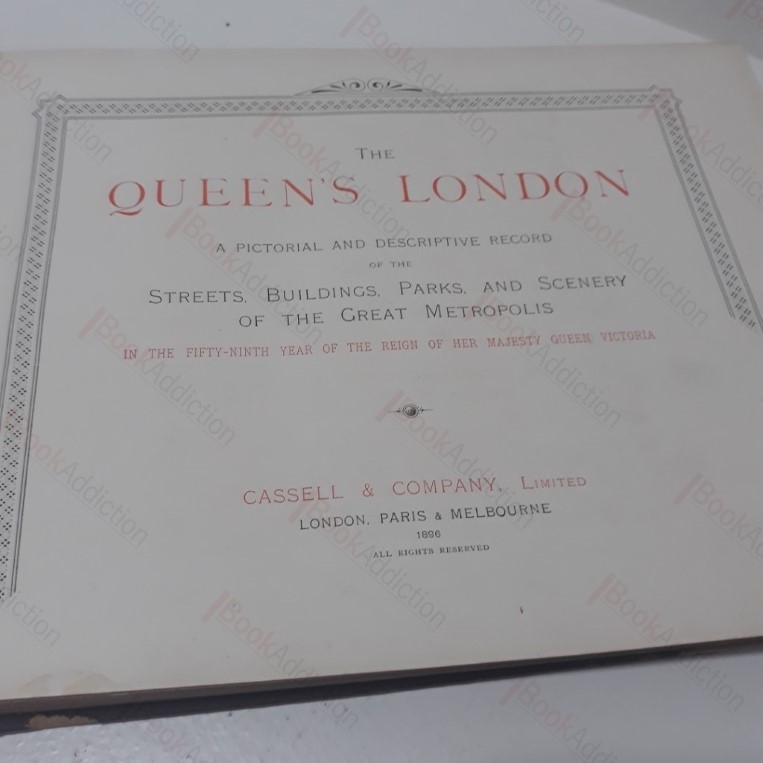 THE
QUEEN'S LONDON
A PICTORIAL AND DESCRIPTIVE RECORD
OF THE
STREETS, BUILDINGS, PARKS, AND SCENERY
OF THE GREAT METROPOLIS
IN THE FIFTY-NINTH YEAR OF THE REIGN OF HER MAJESTY QUEEN VICTORIA
CASSELL & COMPANY, LIMITED
LONDON, PARIS & MELBOURNE
1896
ALL RIGHTS RESERVED
BookAddiction